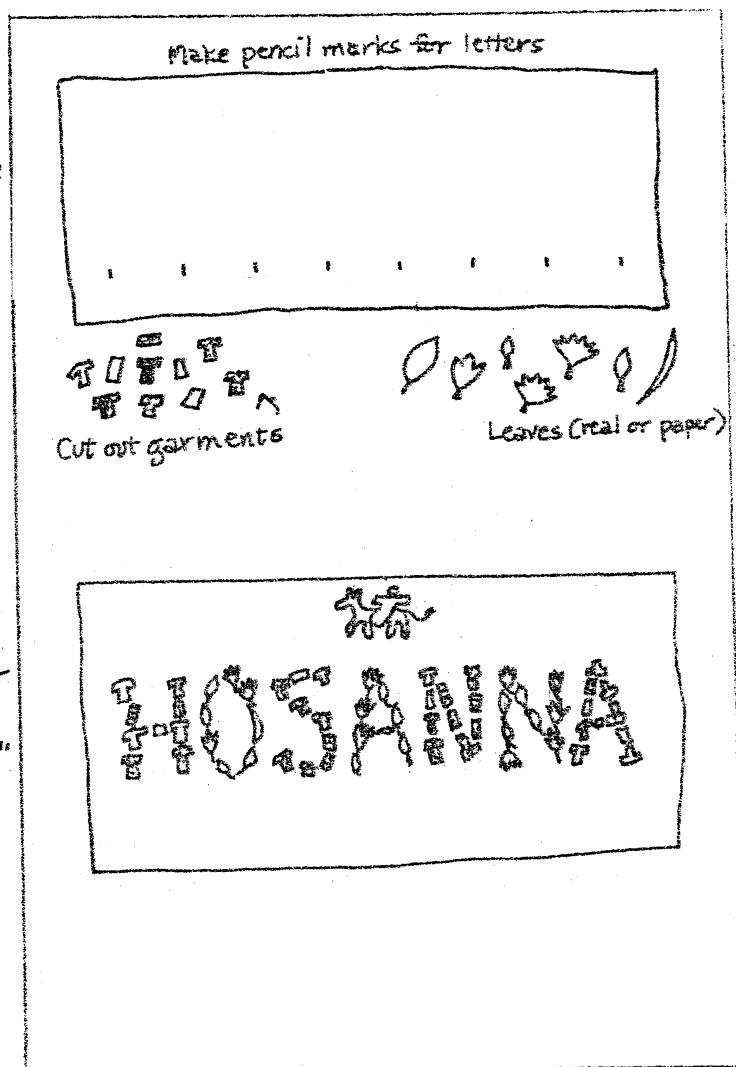 Make pencil marks for letters
Cut out garments
Leaves (real or paper)
HOSANNA